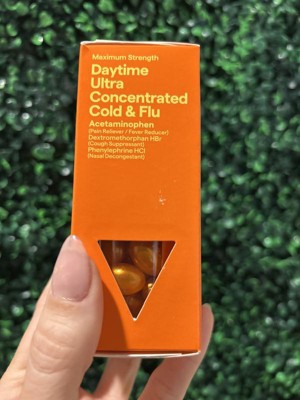 Maximum Strength
Daytime
Ultra
Concentrated
Cold & Flu
Acetaminophen
(Pain Reliever / Fever Reducer)
Dextromethorphan HBr
(Cough Suppressant)
Phenylephrine HCl
(Nasal Decongestant)